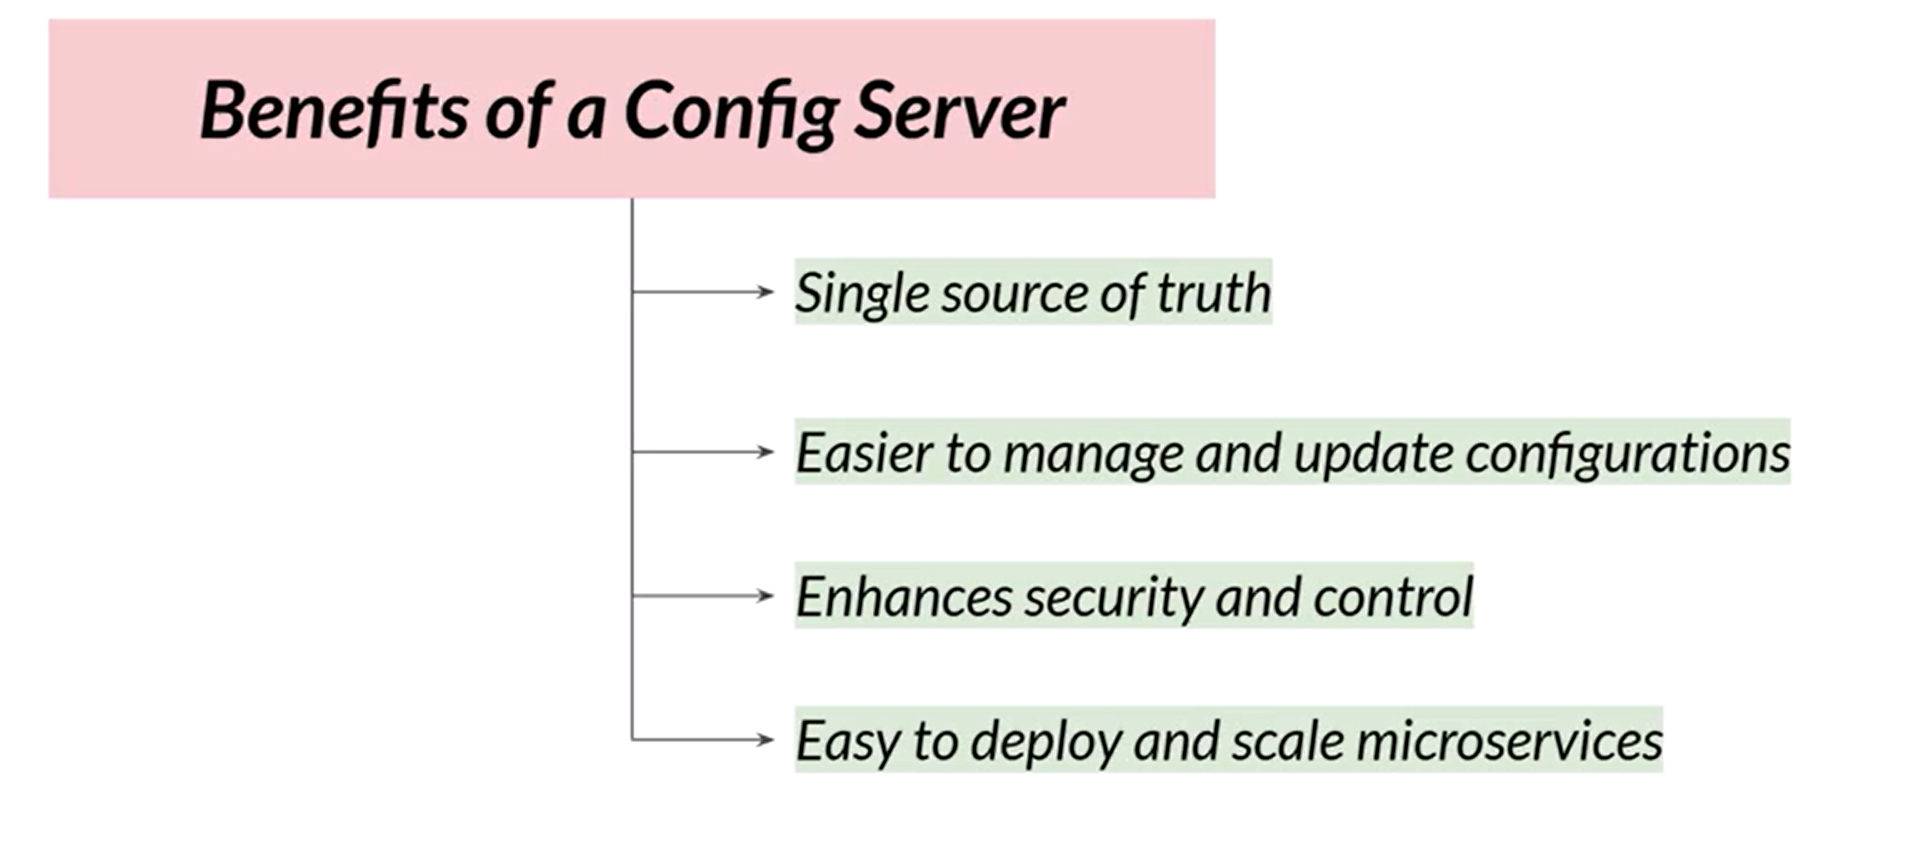 Benefits of a Config Server
Single source of truth
Easier to manage and update configurations
Enhances security and control
Easy to deploy and scale microservices